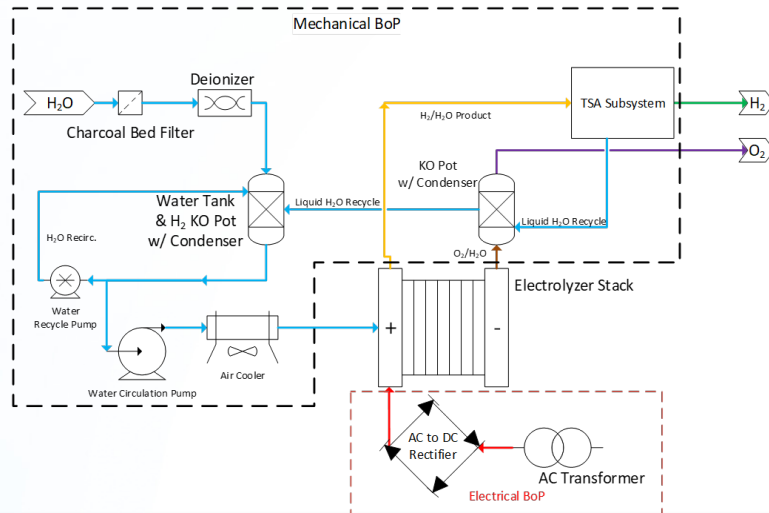 Mechanical BoP
H₂O
Deionizer
Charcoal Bed Filter
H₂/H₂O Product
TSA Subsystem
H₂
O₂
KO Pot
w/ Condenser
Water Tank
& H₂ KO Pot
w/ Condenser
Liquid H₂O Recycle
Liquid H₂O Recycle
H₂O Recirc.
O₂/H₂O
Electrolyzer Stack
Water
Recycle Pump
+
-
Water Circulation Pump
Air Cooler
AC to DC
Rectifier
AC Transformer
Electrical BoP